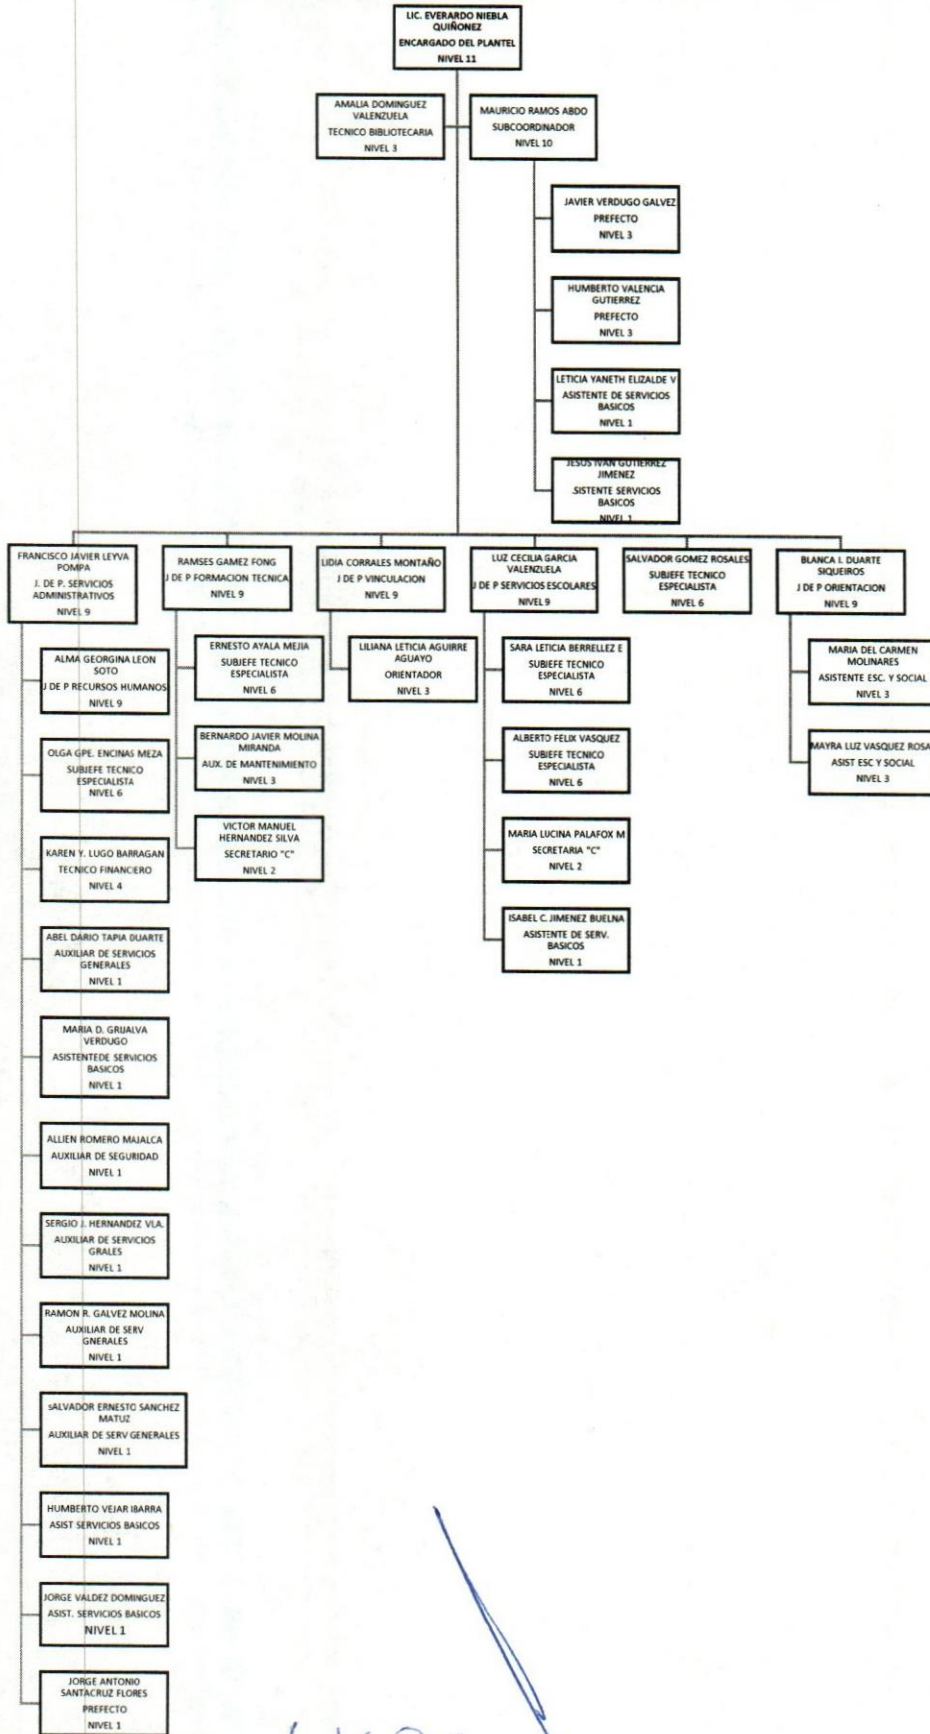 LIC. EVERARDO NIEBLA
QUIÑONEZ
ENCARGADO DEL PLANTEL
NIVEL 11
AMALIA DOMINGUEZ
VALENZUELA
TECNICO BIBLIOTECARIA
NIVEL 3
MAURICIO RAMOS ABDO
SUBCOORDINADOR
NIVEL 10
JAVIER VERDUGO GALVEZ
PREFECTO
NIVEL 3
HUMBERTO VALENCIA
GUTIERREZ
PREFECTO
NIVEL 3
LETICIA YANETH ELIZALDE V
ASISTENTE DE SERVICIOS
BASICOS
NIVEL 1
JESUS IVAN GUTIERREZ
JIMENEZ
SISTENTE SERVICIOS
BASICOS
NIVEL 1
FRANCISCO JAVIER LEYVA
POMPA
J. DE P. SERVICIOS
ADMINISTRATIVOS
NIVEL 9
ALMA GEORGINA LEON
SOTO
J DE P RECURSOS HUMANOS
NIVEL 9
OLGA GPE. ENCINAS MEZA
SUBJEFE TECNICO
ESPECIALISTA
NIVEL 6
KAREN Y. LUGO BARRAGAN
TECNICO FINANCIERO
NIVEL 4
ABEL DARIO TAPIA DUARTE
AUXILIAR DE SERVICIOS
GENERALES
NIVEL 1
MARIA D. GRIJALVA
VERDUGO
ASISTENTEDE SERVICIOS
BASICOS
NIVEL 1
ALLIEN ROMERO MAJALCA
AUXILIAR DE SEGURIDAD
NIVEL 1
SERGIO J. HERNANDEZ VLA.
AUXILIAR DE SERVICIOS
GRALES
NIVEL 1
RAMON R. GALVEZ MOLINA
AUXILIAR DE SERV
GNERALES
NIVEL 1
sALVADOR ERNESTO SANCHEZ
MATUZ
AUXILIAR DE SERV GENERALES
NIVEL 1
HUMBERTO VEJAR IBARRA
ASIST SERVICIOS BASICOS
NIVEL 1
JORGE VALDEZ DOMINGUEZ
ASIST. SERVICIOS BASICOS
NIVEL 1
JORGE ANTONIO
SANTACRUZ FLORES
PREFECTO
NIVEL 1
RAMSES GAMEZ FONG
J DE P FORMACION TECNICA
NIVEL 9
ERNESTO AYALA MEJIA
SUBJEFE TECNICO
ESPECIALISTA
NIVEL 6
BERNARDO JAVIER MOLINA
MIRANDA
AUX. DE MANTENIMIENTO
NIVEL 3
VICTOR MANUEL
HERNANDEZ SILVA
SECRETARIO "C"
NIVEL 2
LIDIA CORRALES MONTAÑO
J DE P VINCULACION
NIVEL 9
LILIANA LETICIA AGUIRRE
AGUAYO
ORIENTADOR
NIVEL 3
LUZ CECILIA GARCIA
VALENZUELA
J DE P SERVICIOS ESCOLARES
NIVEL 9
SARA LETICIA BERRELLEZ E
SUBJEFE TECNICO
ESPECIALISTA
NIVEL 6
ALBERTO FELIX VASQUEZ
SUBJEFE TECNICO
ESPECIALISTA
NIVEL 6
MARIA LUCINA PALAFOX M
SECRETARIA "C"
NIVEL 2
ISABEL C. JIMENEZ BUELNA
ASISTENTE DE SERV.
BASICOS
NIVEL 1
SALVADOR GOMEZ ROSALES
SUBJEFE TECNICO
ESPECIALISTA
NIVEL 6
BLANCA I. DUARTE
SIQUEIROS
J DE P ORIENTACION
NIVEL 9
MARIA DEL CARMEN
MOLINARES
ASISTENTE ESC. Y SOCIAL
NIVEL 3
MAYRA LUZ VASQUEZ ROSA
ASIST ESC Y SOCIAL
NIVEL 3